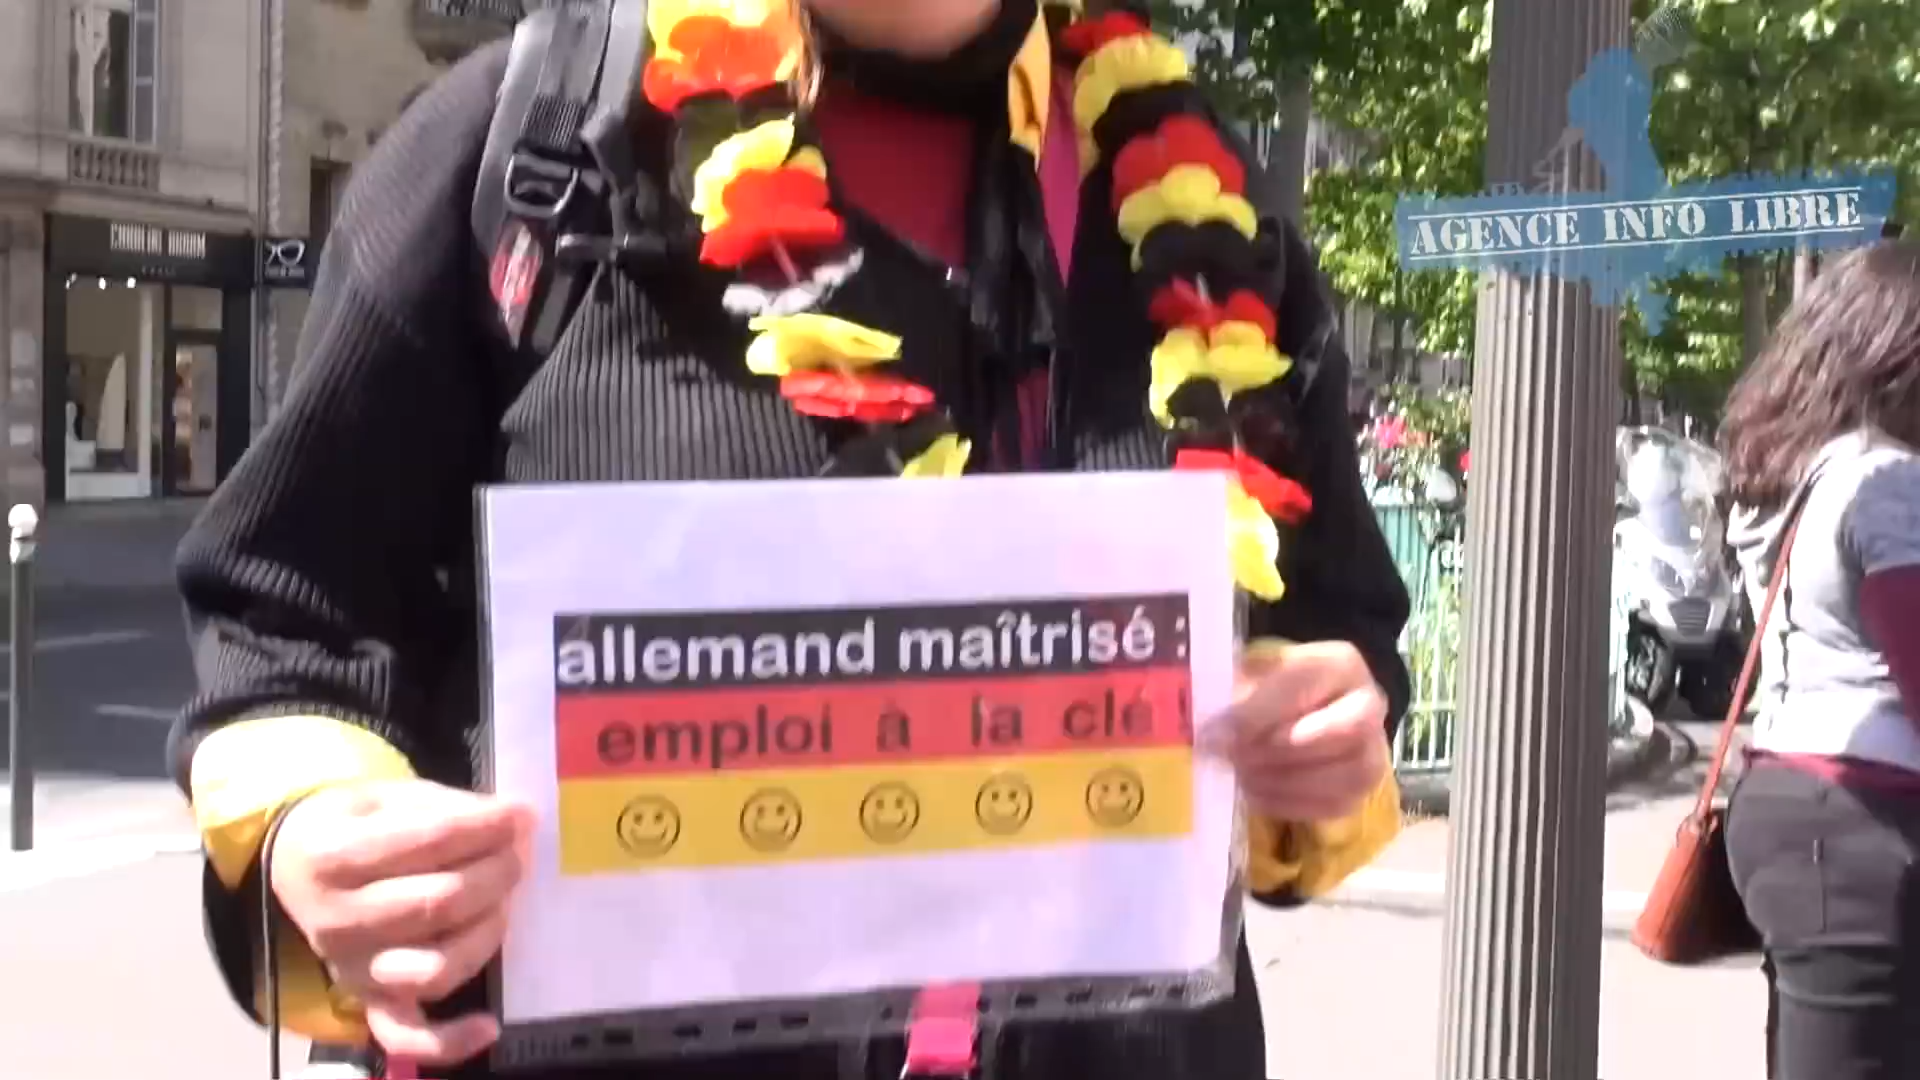 AGENCE INFO LIBRE
allemand maîtrisé :
emploi à la clé !